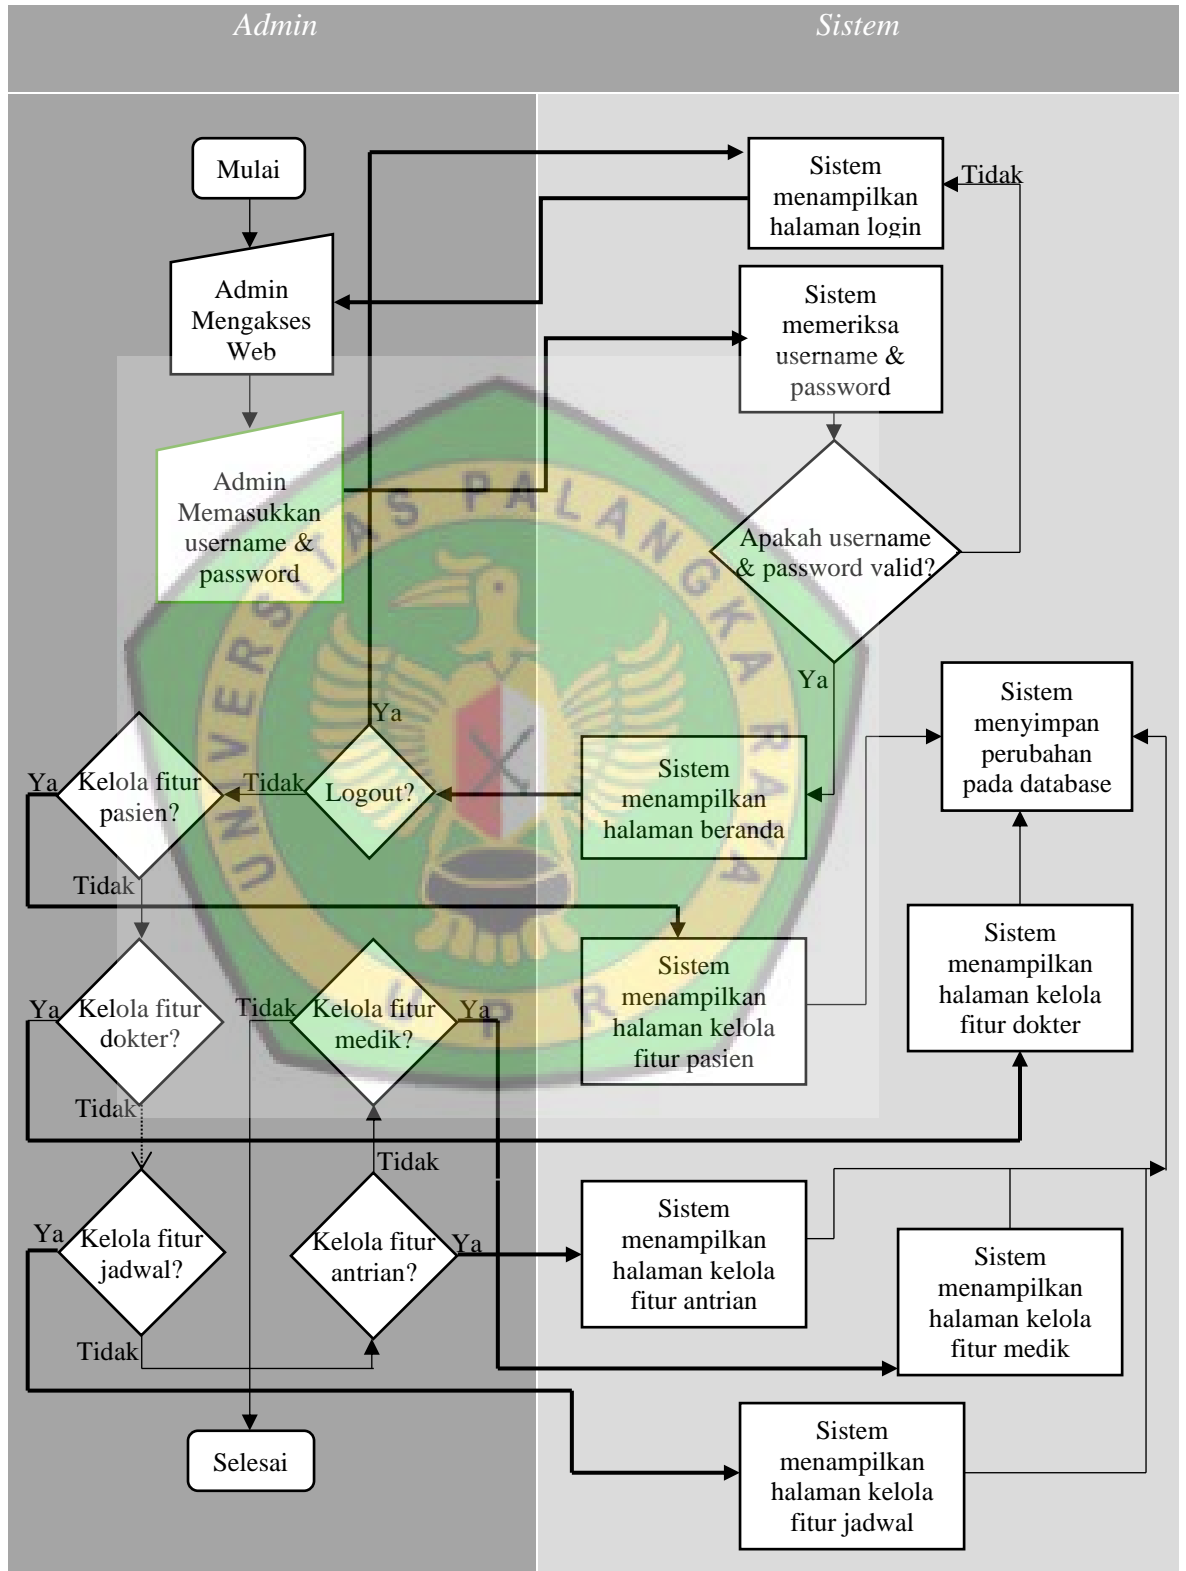 Admin
Sistem
Mulai
Sistem
menampilkan
halaman login
Tidak
Admin
Mengakses
Web
Sistem
memeriksa
username &
password
Admin
Memasukkan
username &
password
Apakah username
& password valid?
Ya
Sistem
menyimpan
perubahan
pada database
Ya
Kelola fitur
pasien?
Tidak
Logout?
Ya
Sistem
menampilkan
halaman beranda
Tidak
Kelola fitur
dokter?
Ya
Tidak
Tidak
Kelola fitur
medik?
Ya
Sistem
menampilkan
halaman kelola
fitur pasien
Sistem
menampilkan
halaman kelola
fitur dokter
Ya
Kelola fitur
jadwal?
Tidak
Tidak
Kelola fitur
antrian?
Ya
Sistem
menampilkan
halaman kelola
fitur antrian
Sistem
menampilkan
halaman kelola
fitur medik
Selesai
Sistem
menampilkan
halaman kelola
fitur jadwal
UNIVERSITAS PALANGKA RAYA
UPR